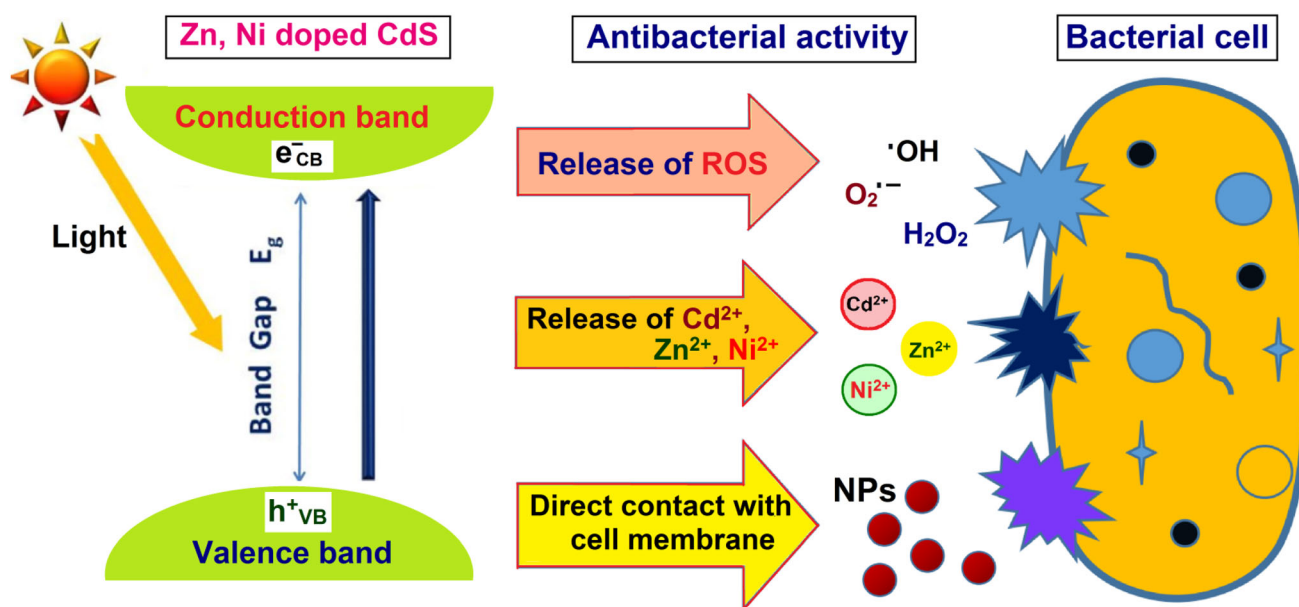 Zn, Ni doped CdS
Antibacterial activity
Bacterial cell
Conduction band
e⁻CB
Light
Band Gap Eg
h⁺VB
Valence band
Release of ROS
Release of Cd²⁺,
Zn²⁺, Ni²⁺
Direct contact with
cell membrane
·OH
O₂·⁻
H₂O₂
Cd²⁺
Zn²⁺
Ni²⁺
NPs